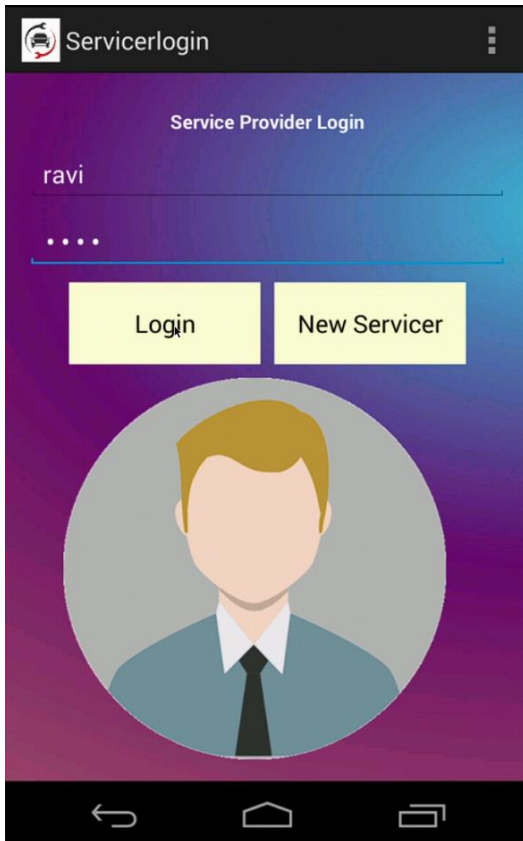 Servicerlogin
Service Provider Login
ravi
••••
Login New Servicer